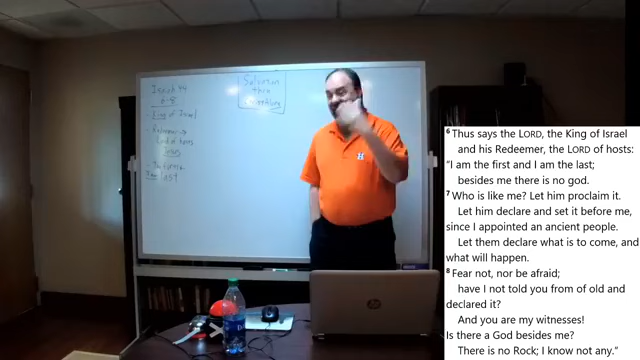 Isaiah 44
6-8
- King of Israel
- Redeemer
Lord of hosts
Jesus
- The first
The last
Salvation
⁶ Thus says the LORD, the King of Israel
and his Redeemer, the LORD of hosts:
“I am the first and I am the last;
besides me there is no god.
⁷ Who is like me? Let him proclaim it.
Let him declare and set it before me,
since I appointed an ancient people.
Let them declare what is to come, and
what will happen.
⁸ Fear not, nor be afraid;
have I not told you from of old and
declared it?
And you are my witnesses!
Is there a God besides me?
There is no Rock; I know not any.”
hp